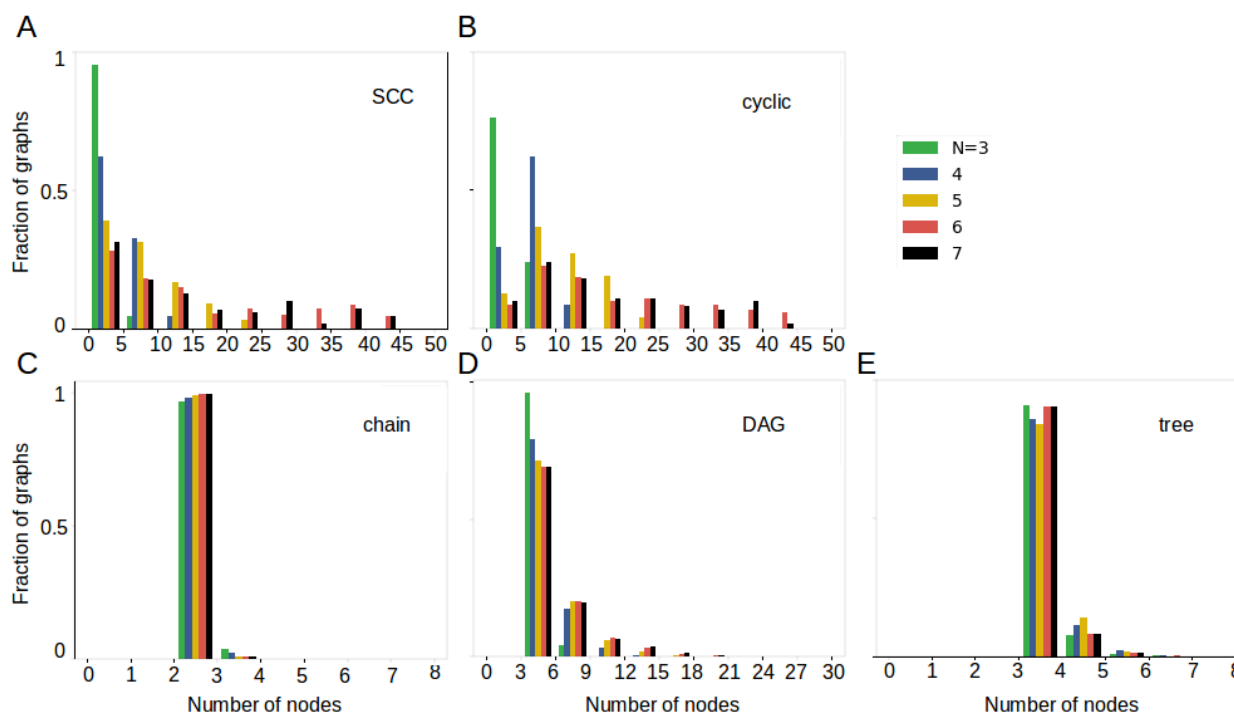 A
B
1
SCC
cyclic
N=3
4
5
6
7
0.5
Fraction of graphs
0
0 5 10 15 20 25 30 35 40 45 50
0 5 10 15 20 25 30 35 40 45 50
C
D
E
1
chain
DAG
tree
0.5
Fraction of graphs
0
0 1 2 3 4 5 6 7 8
0 3 6 9 12 15 18 21 24 27 30
0 1 2 3 4 5 6 7 8
Number of nodes
Number of nodes
Number of nodes